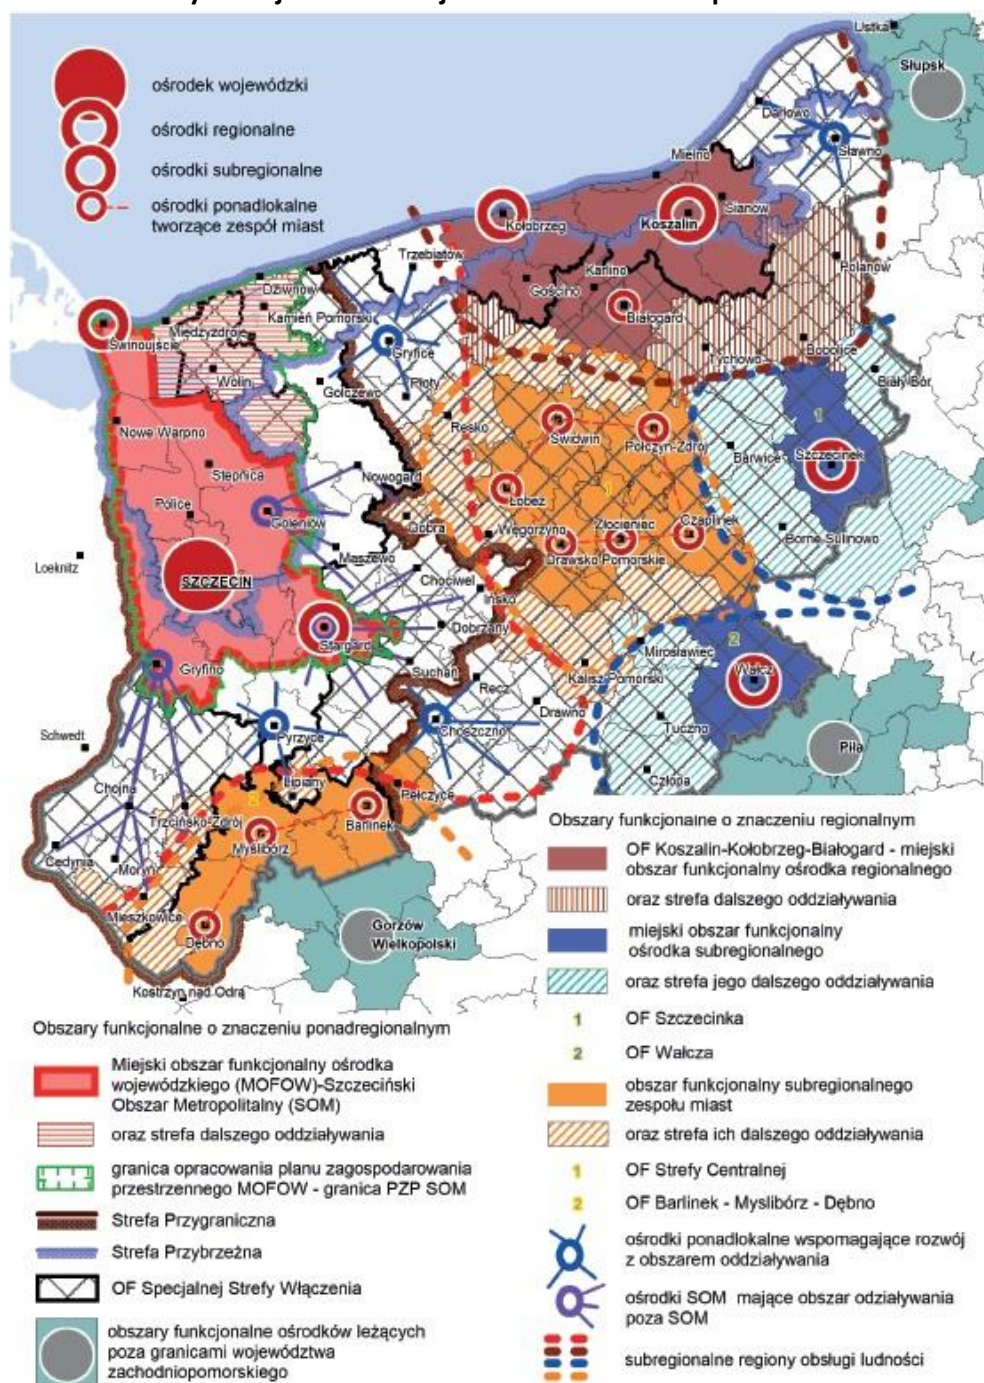 ośrodek wojewódzki
ośrodki regionalne
ośrodki subregionalne
ośrodki ponadlokalne
tworzące zespół miast
Ustka
Słupsk
Darłowo
Sławno
Mielno
Sianów
Koszalin
Kołobrzeg
Polanów
Trzebiatów
Karlino
Gościno
Białogard
Dziwnów
Kamień Pomorski
Międzyzdroje
Świnoujście
Gryfice
Tychowo
Bobolice
Wolin
Płoty
Biały Bór
Golczewo
Resko
Nowe Warpno
Świdwin
Połczyn-Zdrój
1
Barwice
Szczecinek
Stepnica
Nowogard
Police
Goleniów
Łobez
1
Dobra
Węgorzyno
Złocieniec
Czaplinek
Borne Sulinowo
Drawsko Pomorskie
Maszewo
Loeknitz
Chociwel
SZCZECIN
Ińsko
Dobrzany
Stargard
2
Mirosławiec
Gryfino
Suchań
Kalisz Pomorski
Wałcz
Recz
Drawno
Schwedt
Pyrzyce
Choszczno
Tuczno
Piła
Człopa
Lipiany
Chojna
2
Pełczyce
Trzcińsko-Zdrój
Barlinek
Myślibórz
Cedynia
Moryń
Mieszkowice
Dębno
Gorzów
Wielkopolski
Kostrzyn nad Odrą
Obszary funkcjonalne o znaczeniu regionalnym
OF Koszalin-Kołobrzeg-Białogard - miejski
obszar funkcjonalny ośrodka regionalnego
oraz strefa dalszego oddziaływania
miejski obszar funkcjonalny
ośrodka subregionalnego
oraz strefa jego dalszego oddziaływania
1 OF Szczecinka
2 OF Wałcza
obszar funkcjonalny subregionalnego
zespołu miast
oraz strefa ich dalszego oddziaływania
1 OF Strefy Centralnej
2 OF Barlinek - Myslibórz - Dębno
ośrodki ponadlokalne wspomagające rozwój
z obszarem oddziaływania
ośrodki SOM mające obszar odziaływania
poza SOM
subregionalne regiony obsługi ludności
Obszary funkcjonalne o znaczeniu ponadregionalnym
Miejski obszar funkcjonalny ośrodka
wojewódzkiego (MOFOW)-Szczeciński
Obszar Metropolitalny (SOM)
oraz strefa dalszego oddziaływania
granica opracowania planu zagospodarowania
przestrzennego MOFOW - granica PZP SOM
Strefa Przygraniczna
Strefa Przybrzeżna
OF Specjalnej Strefy Włączenia
obszary funkcjonalne ośrodków leżących
poza granicami województwa
zachodniopomorskiego